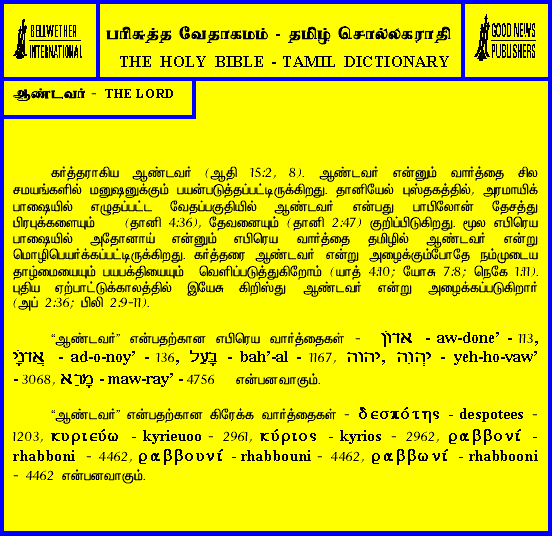 BELLWETHER
INTERNATIONAL
பரிசுத்த வேதாகமம் - தமிழ் சொல்லகராதி
THE HOLY BIBLE - TAMIL DICTIONARY
GOOD NEWS
PUBLISHERS
ஆண்டவர் - THE LORD
கர்த்தராகிய ஆண்டவர் (ஆதி 15:2, 8). ஆண்டவர் என்னும் வார்த்தை சில
சமயங்களில் மனுஷனுக்கும் பயன்படுத்தப்பட்டிருக்கிறது. தானியேல் புஸ்தகத்தில், அரமாயிக்
பாஷையில் எழுதப்பட்ட வேதப்பகுதியில் ஆண்டவர் என்பது பாபிலோன் தேசத்து
பிரபுக்களையும் (தானி 4:36), தேவனையும் (தானி 2:47) குறிப்பிடுகிறது. மூல எபிரெய
பாஷையில் அதோனாய் என்னும் எபிரெய வார்த்தை தமிழில் ஆண்டவர் என்று
மொழிபெயர்க்கப்பட்டிருக்கிறது. கர்த்தரை ஆண்டவர் என்று அழைக்கும்போதே நம்முடைய
தாழ்மையையும் பயபக்தியையும் வெளிப்படுத்துகிறோம் (யாத் 4:10; யோசு 7:8; நெகே 1:11).
புதிய ஏற்பாட்டுக்காலத்தில் இயேசு கிறிஸ்து ஆண்டவர் என்று அழைக்கப்படுகிறார்
(அப் 2:36; பிலி 2:9-11).
“ஆண்டவர்” என்பதற்கான எபிரெய வார்த்தைகள் - אדוֹן - aw-done’ - 113,
אֲדֹנָי - ad-o-noy’ - 136, בַּעַל - bah’-al - 1167, יהוה, יְהֹוָה - yeh-ho-vaw’
- 3068, מָרֵא - maw-ray’ - 4756 என்பனவாகும்.
“ஆண்டவர்” என்பதற்கான கிரேக்க வார்த்தைகள் - δεσπότης - despotees -
1203, κυριεύω - kyrieuoo - 2961, κύριος - kyrios - 2962, ραββονί -
rhabboni - 4462, ραββουνί - rhabbouni - 4462, ραββωνί - rhabbooni
- 4462 என்பனவாகும்.